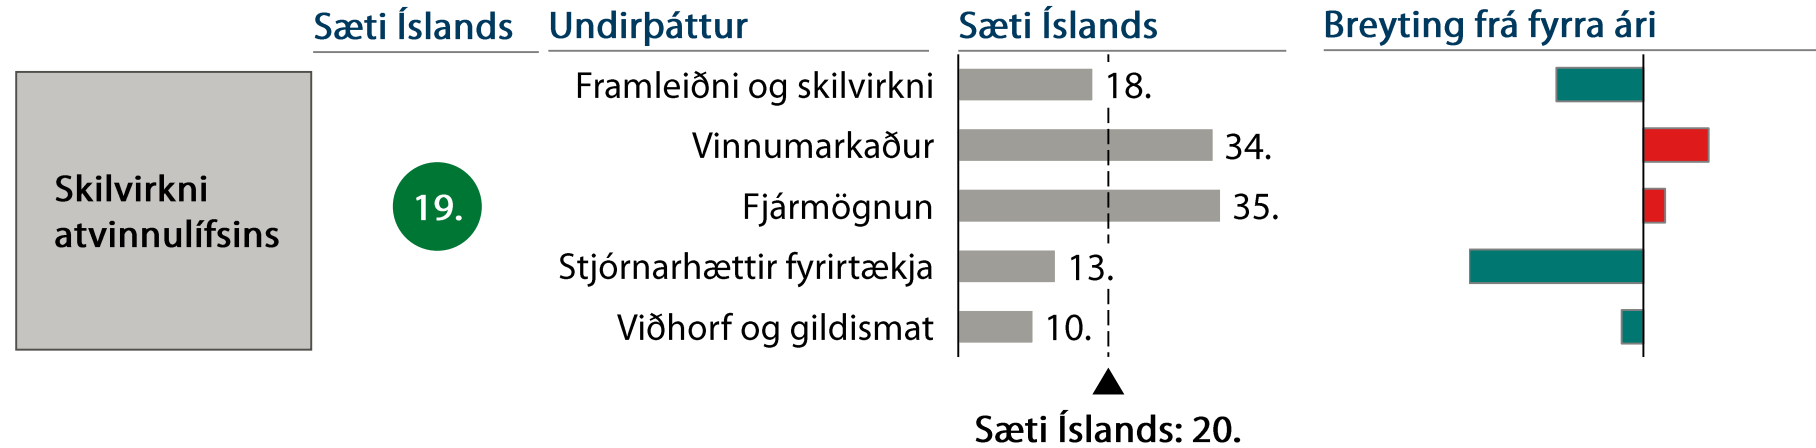 Sæti Íslands
Undirþáttur
Sæti Íslands
Breyting frá fyrra ári
Skilvirkni
atvinnulífsins
19.
Framleiðni og skilvirkni
18.
Vinnumarkaður
34.
Fjármögnun
35.
Stjórnarhættir fyrirtækja
13.
Viðhorf og gildismat
10.
Sæti Íslands: 20.